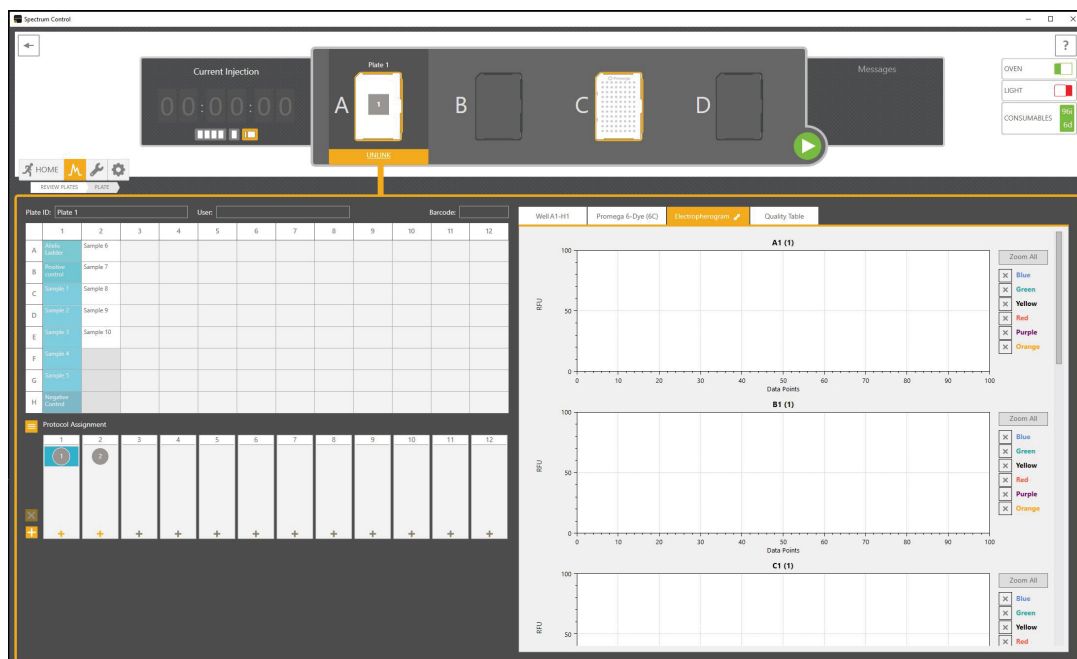 Spectrum Control
?
Current Injection
00:00:00
Plate 1
A
1
UNLINK
B
C
Promega
D
Messages
OVEN
LIGHT
CONSUMABLES
96i
6d
HOME
REVIEW PLATES
PLATE
Plate ID: Plate 1 User: Barcode:
1 2 3 4 5 6 7 8 9 10 11 12
A Allelic Ladder Sample 6
B Positive control Sample 7
C Sample 1 Sample 8
D Sample 2 Sample 9
E Sample 3 Sample 10
F Sample 4
G Sample 5
H Negative Control
Protocol Assignment
1 2 3 4 5 6 7 8 9 10 11 12
1 2
+ + + + + + + + + + + +
Well A1-H1 Promega 6-Dye (6C) Electropherogram Quality Table
A1 (1)
100
50
0
RFU
0 10 20 30 40 50 60 70 80 90 100
Data Points
Zoom All
Blue
Green
Yellow
Red
Purple
Orange
B1 (1)
100
50
0
RFU
0 10 20 30 40 50 60 70 80 90 100
Data Points
Zoom All
Blue
Green
Yellow
Red
Purple
Orange
C1 (1)
100
50
RFU
Zoom All
Blue
Green
Yellow
Red